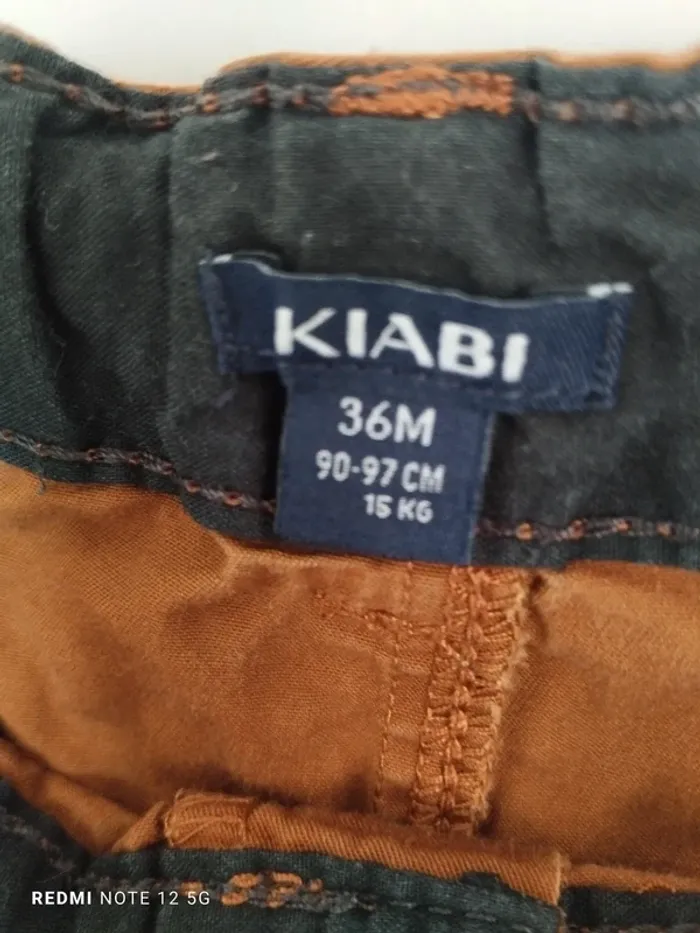 KIABI
36M
90-97 CM
15 KG
REDMI NOTE 12 5G